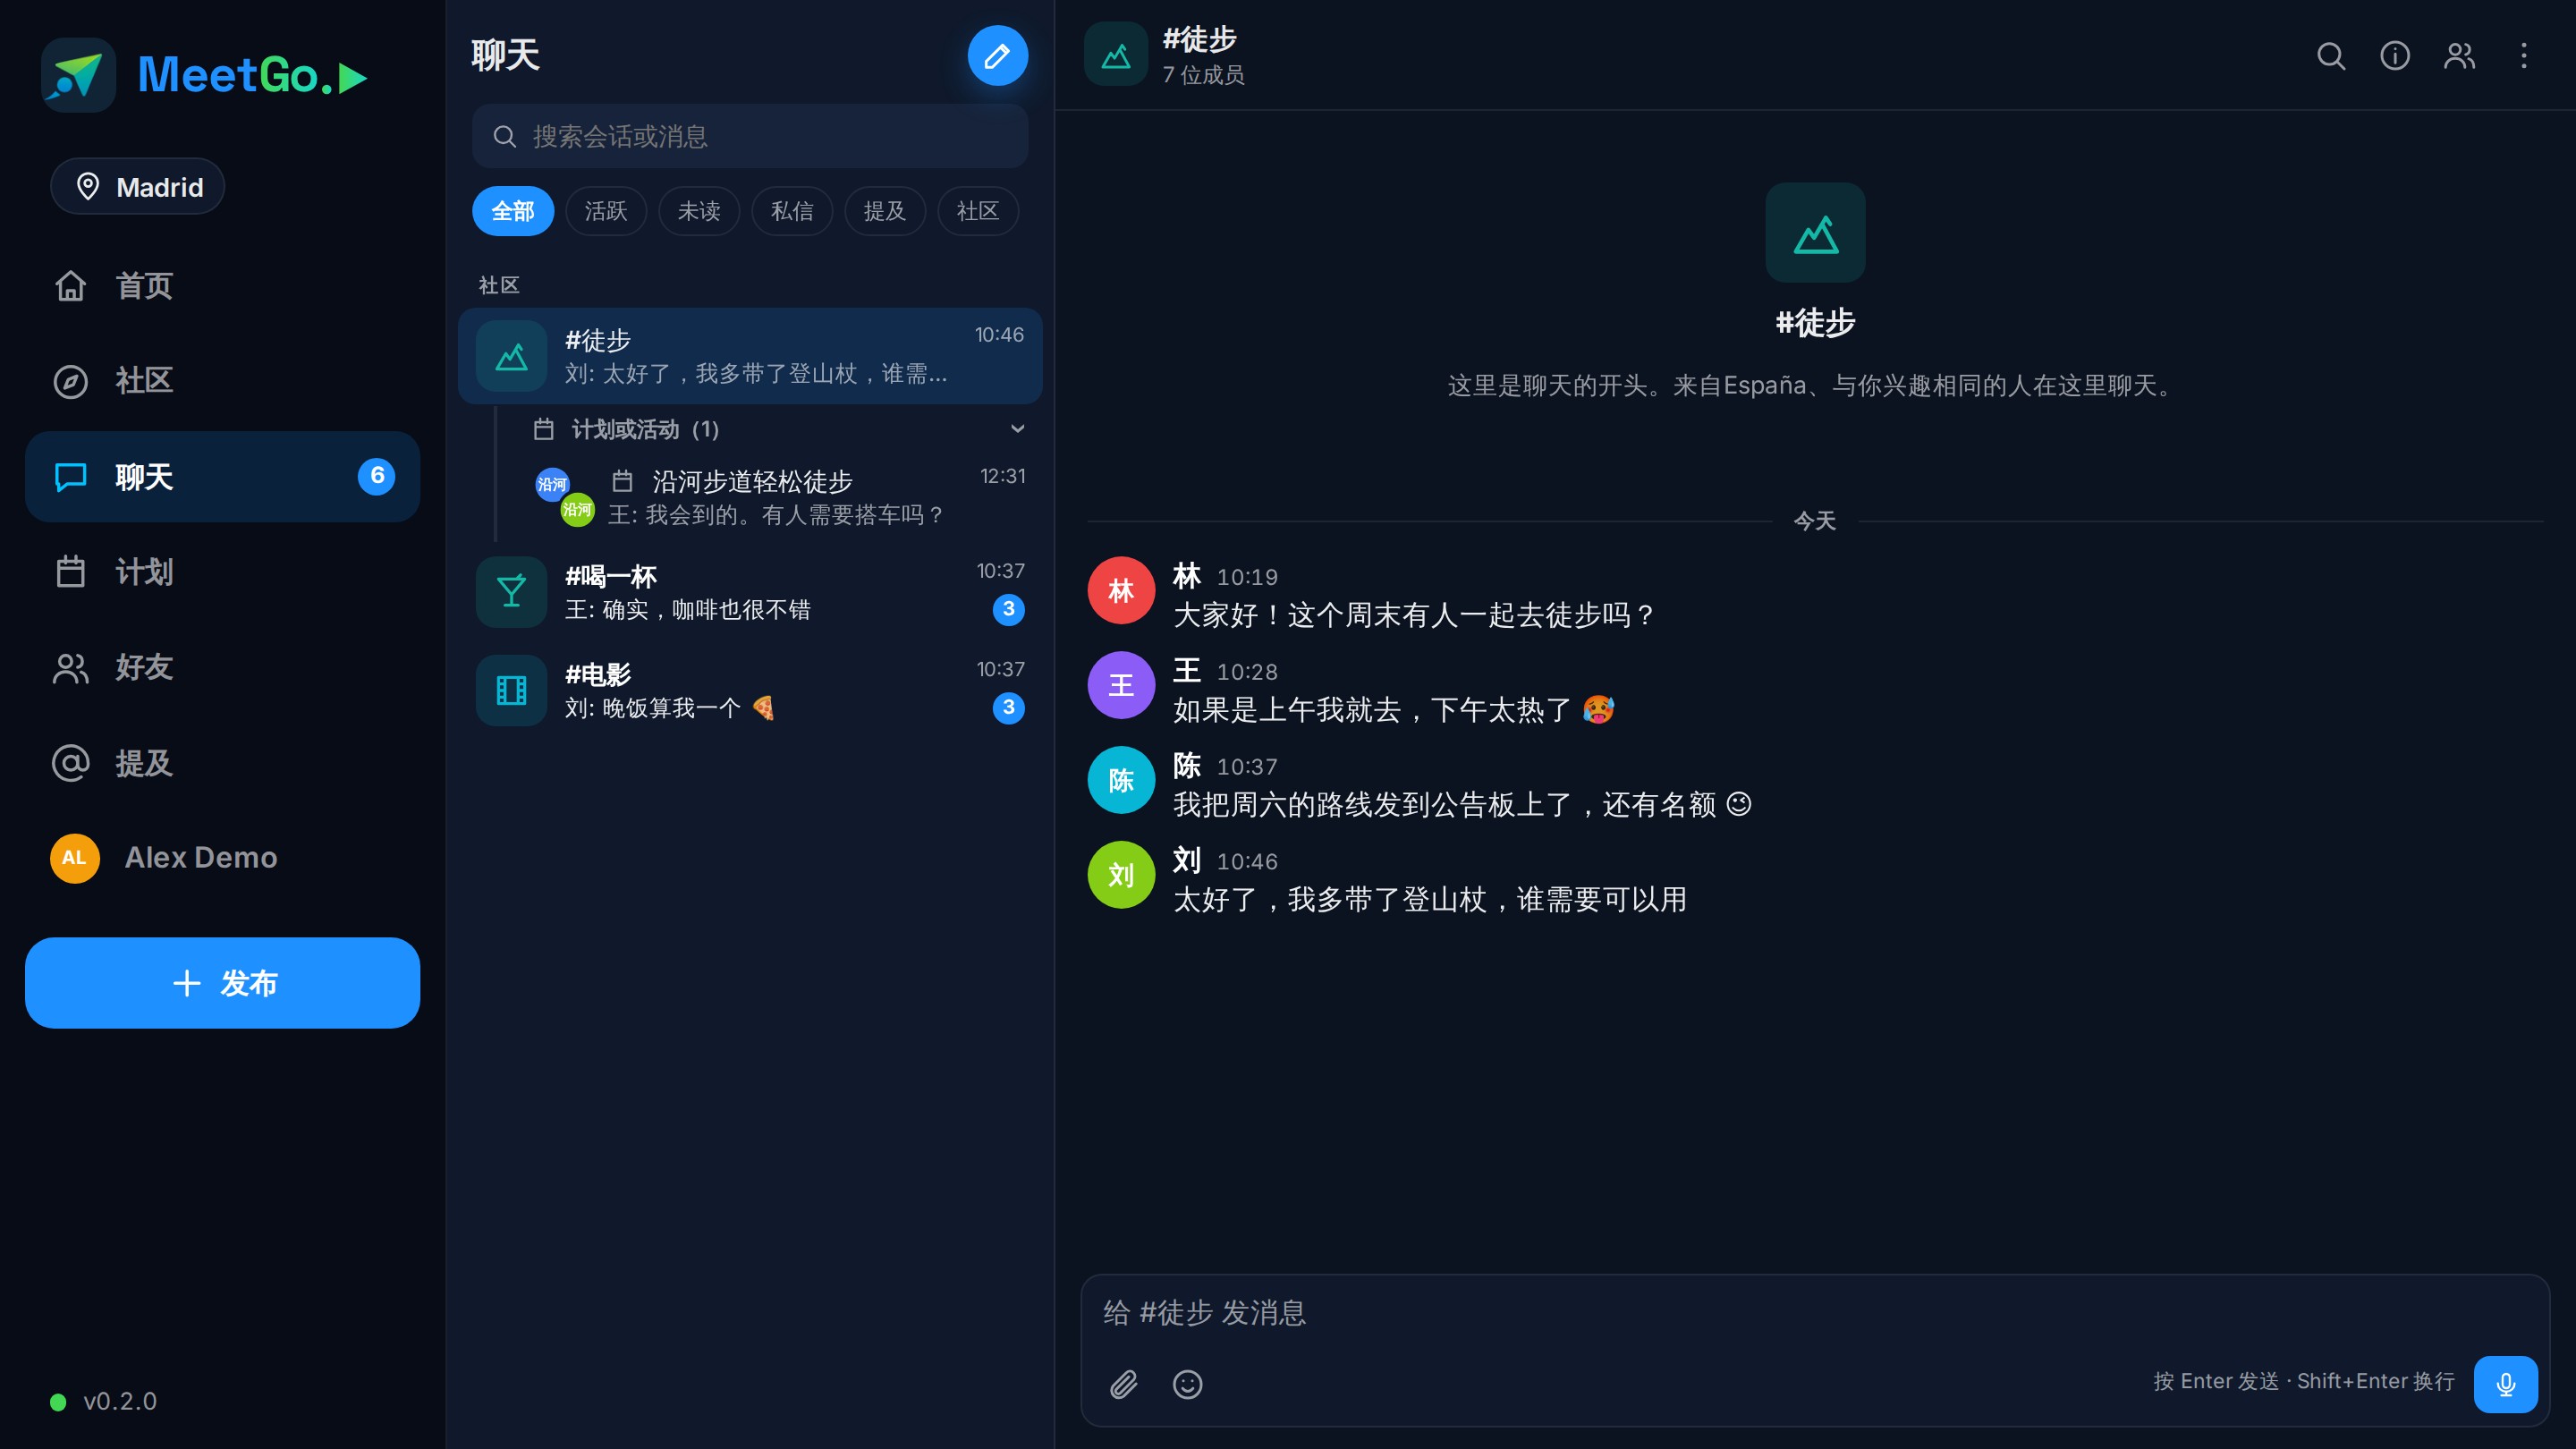 MeetGo.
Madrid
首页
社区
聊天
6
计划
好友
提及
AL
Alex Demo
发布
v0.2.0
聊天
搜索会话或消息
全部
活跃
未读
私信
提及
社区
社区
#徒步
10:46
刘: 太好了，我多带了登山杖，谁需...
计划或活动（1）
沿河
沿河
沿河步道轻松徒步
12:31
王: 我会到的。有人需要搭车吗？
#喝一杯
10:37
王: 确实，咖啡也很不错
3
#电影
10:37
刘: 晚饭算我一个 🍕
3
#徒步
7 位成员
#徒步
这里是聊天的开头。来自España、与你兴趣相同的人在这里聊天。
今天
林
林 10:19
大家好！这个周末有人一起去徒步吗？
王
王 10:28
如果是上午我就去，下午太热了 🥵
陈
陈 10:37
我把周六的路线发到公告板上了，还有名额 😉
刘
刘 10:46
太好了，我多带了登山杖，谁需要可以用
给 #徒步 发消息
按 Enter 发送 · Shift+Enter 换行